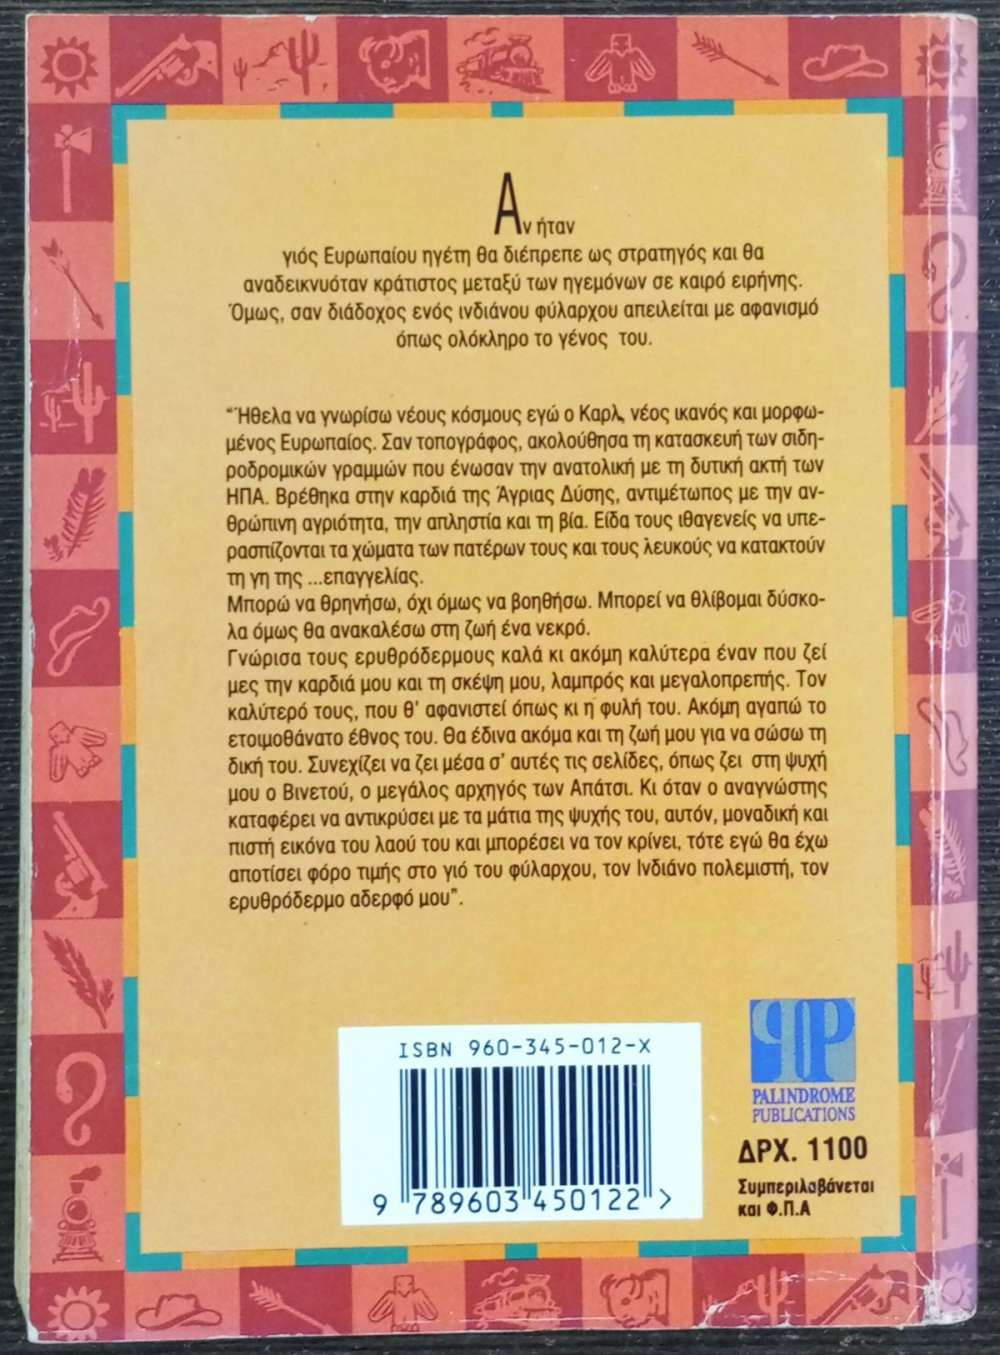 Αν ήταν
γιός Ευρωπαίου ηγέτη θα διέπρεπε ως στρατηγός και θα
αναδεικνυόταν κράτιστος μεταξύ των ηγεμόνων σε καιρό ειρήνης.
Όμως, σαν διάδοχος ενός ινδιάνου φύλαρχου απειλείται με αφανισμό
όπως ολόκληρο το γένος του.
“Ήθελα να γνωρίσω νέους κόσμους εγώ ο Καρλ, νέος ικανός και μορφω-
μένος Ευρωπαίος. Σαν τοπογράφος, ακολούθησα τη κατασκευή των σιδη-
ροδρομικών γραμμών που ένωσαν την ανατολική με τη δυτική ακτή των
ΗΠΑ. Βρέθηκα στην καρδιά της Άγριας Δύσης, αντιμέτωπος με την αν-
θρώπινη αγριότητα, την απληστία και τη βία. Είδα τους ιθαγενείς να υπε-
ρασπίζονται τα χώματα των πατέρων τους και τους λευκούς να κατακτούν
τη γη της ...επαγγελίας.
Μπορώ να θρηνήσω, όχι όμως να βοηθήσω. Μπορεί να θλίβομαι δύσκο-
λα όμως θα ανακαλέσω στη ζωή ένα νεκρό.
Γνώρισα τους ερυθρόδερμους καλά κι ακόμη καλύτερα έναν που ζεί
μες την καρδιά μου και τη σκέψη μου, λαμπρός και μεγαλοπρεπής. Τον
καλύτερό τους, που θ' αφανιστεί όπως κι η φυλή του. Ακόμη αγαπώ το
ετοιμοθάνατο έθνος του. Θα έδινα ακόμα και τη ζωή μου για να σώσω τη
δική του. Συνεχίζει να ζει μέσα σ' αυτές τις σελίδες, όπως ζει στη ψυχή
μου ο Βινετού, ο μεγάλος αρχηγός των Απάτσι. Κι όταν ο αναγνώστης
καταφέρει να αντικρύσει με τα μάτια της ψυχής του, αυτόν, μοναδική και
πιστή εικόνα του λαού του και μπορέσει να τον κρίνει, τότε εγώ θα έχω
αποτίσει φόρο τιμής στο γιό του φύλαρχου, τον Ινδιάνο πολεμιστή, τον
ερυθρόδερμο αδερφό μου”.
ISBN 960-345-012-X
9 789603 450122 >
PALINDROME
PUBLICATIONS
ΔΡΧ. 1100
Συμπεριλαβάνεται
και Φ.Π.Α